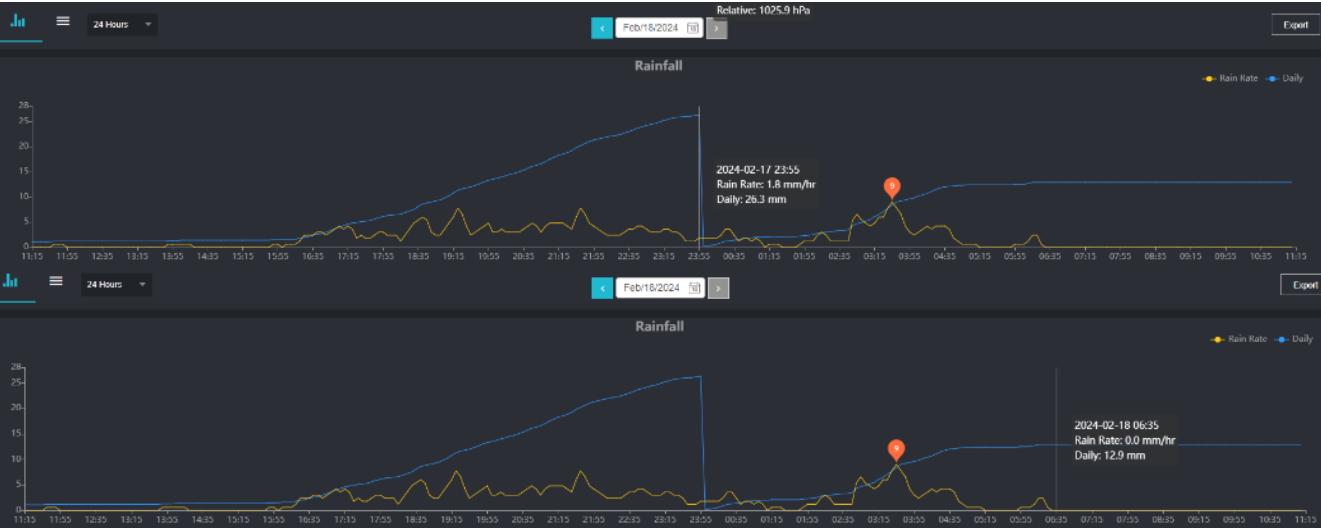 Relative: 1025.9 hPa
24 Hours
Feb/18/2024
Export
Rainfall
Rain Rate Daily
28
25
20
15
10
5
0
2024-02-17 23:55
Rain Rate: 1.8 mm/hr
Daily: 26.3 mm
9
11:15 11:55 12:35 13:15 13:55 14:35 15:15 15:55 16:35 17:15 17:55 18:35 19:15 19:55 20:35 21:15 21:55 22:35 23:15 23:55 00:35 01:15 01:55 02:35 03:15 03:55 04:35 05:15 05:55 06:35 07:15 07:55 08:35 09:15 09:55 10:35 11:15
24 Hours
Feb/18/2024
Export
Rainfall
Rain Rate Daily
28
25
20
15
10
5
0
2024-02-18 06:35
Rain Rate: 0.0 mm/hr
Daily: 12.9 mm
9
11:15 11:55 12:35 13:15 13:55 14:35 15:15 15:55 16:35 17:15 17:55 18:35 19:15 19:55 20:35 21:15 21:55 22:35 23:15 23:55 00:35 01:15 01:55 02:35 03:15 03:55 04:35 05:15 05:55 06:35 07:15 07:55 08:35 09:15 09:55 10:35 11:15